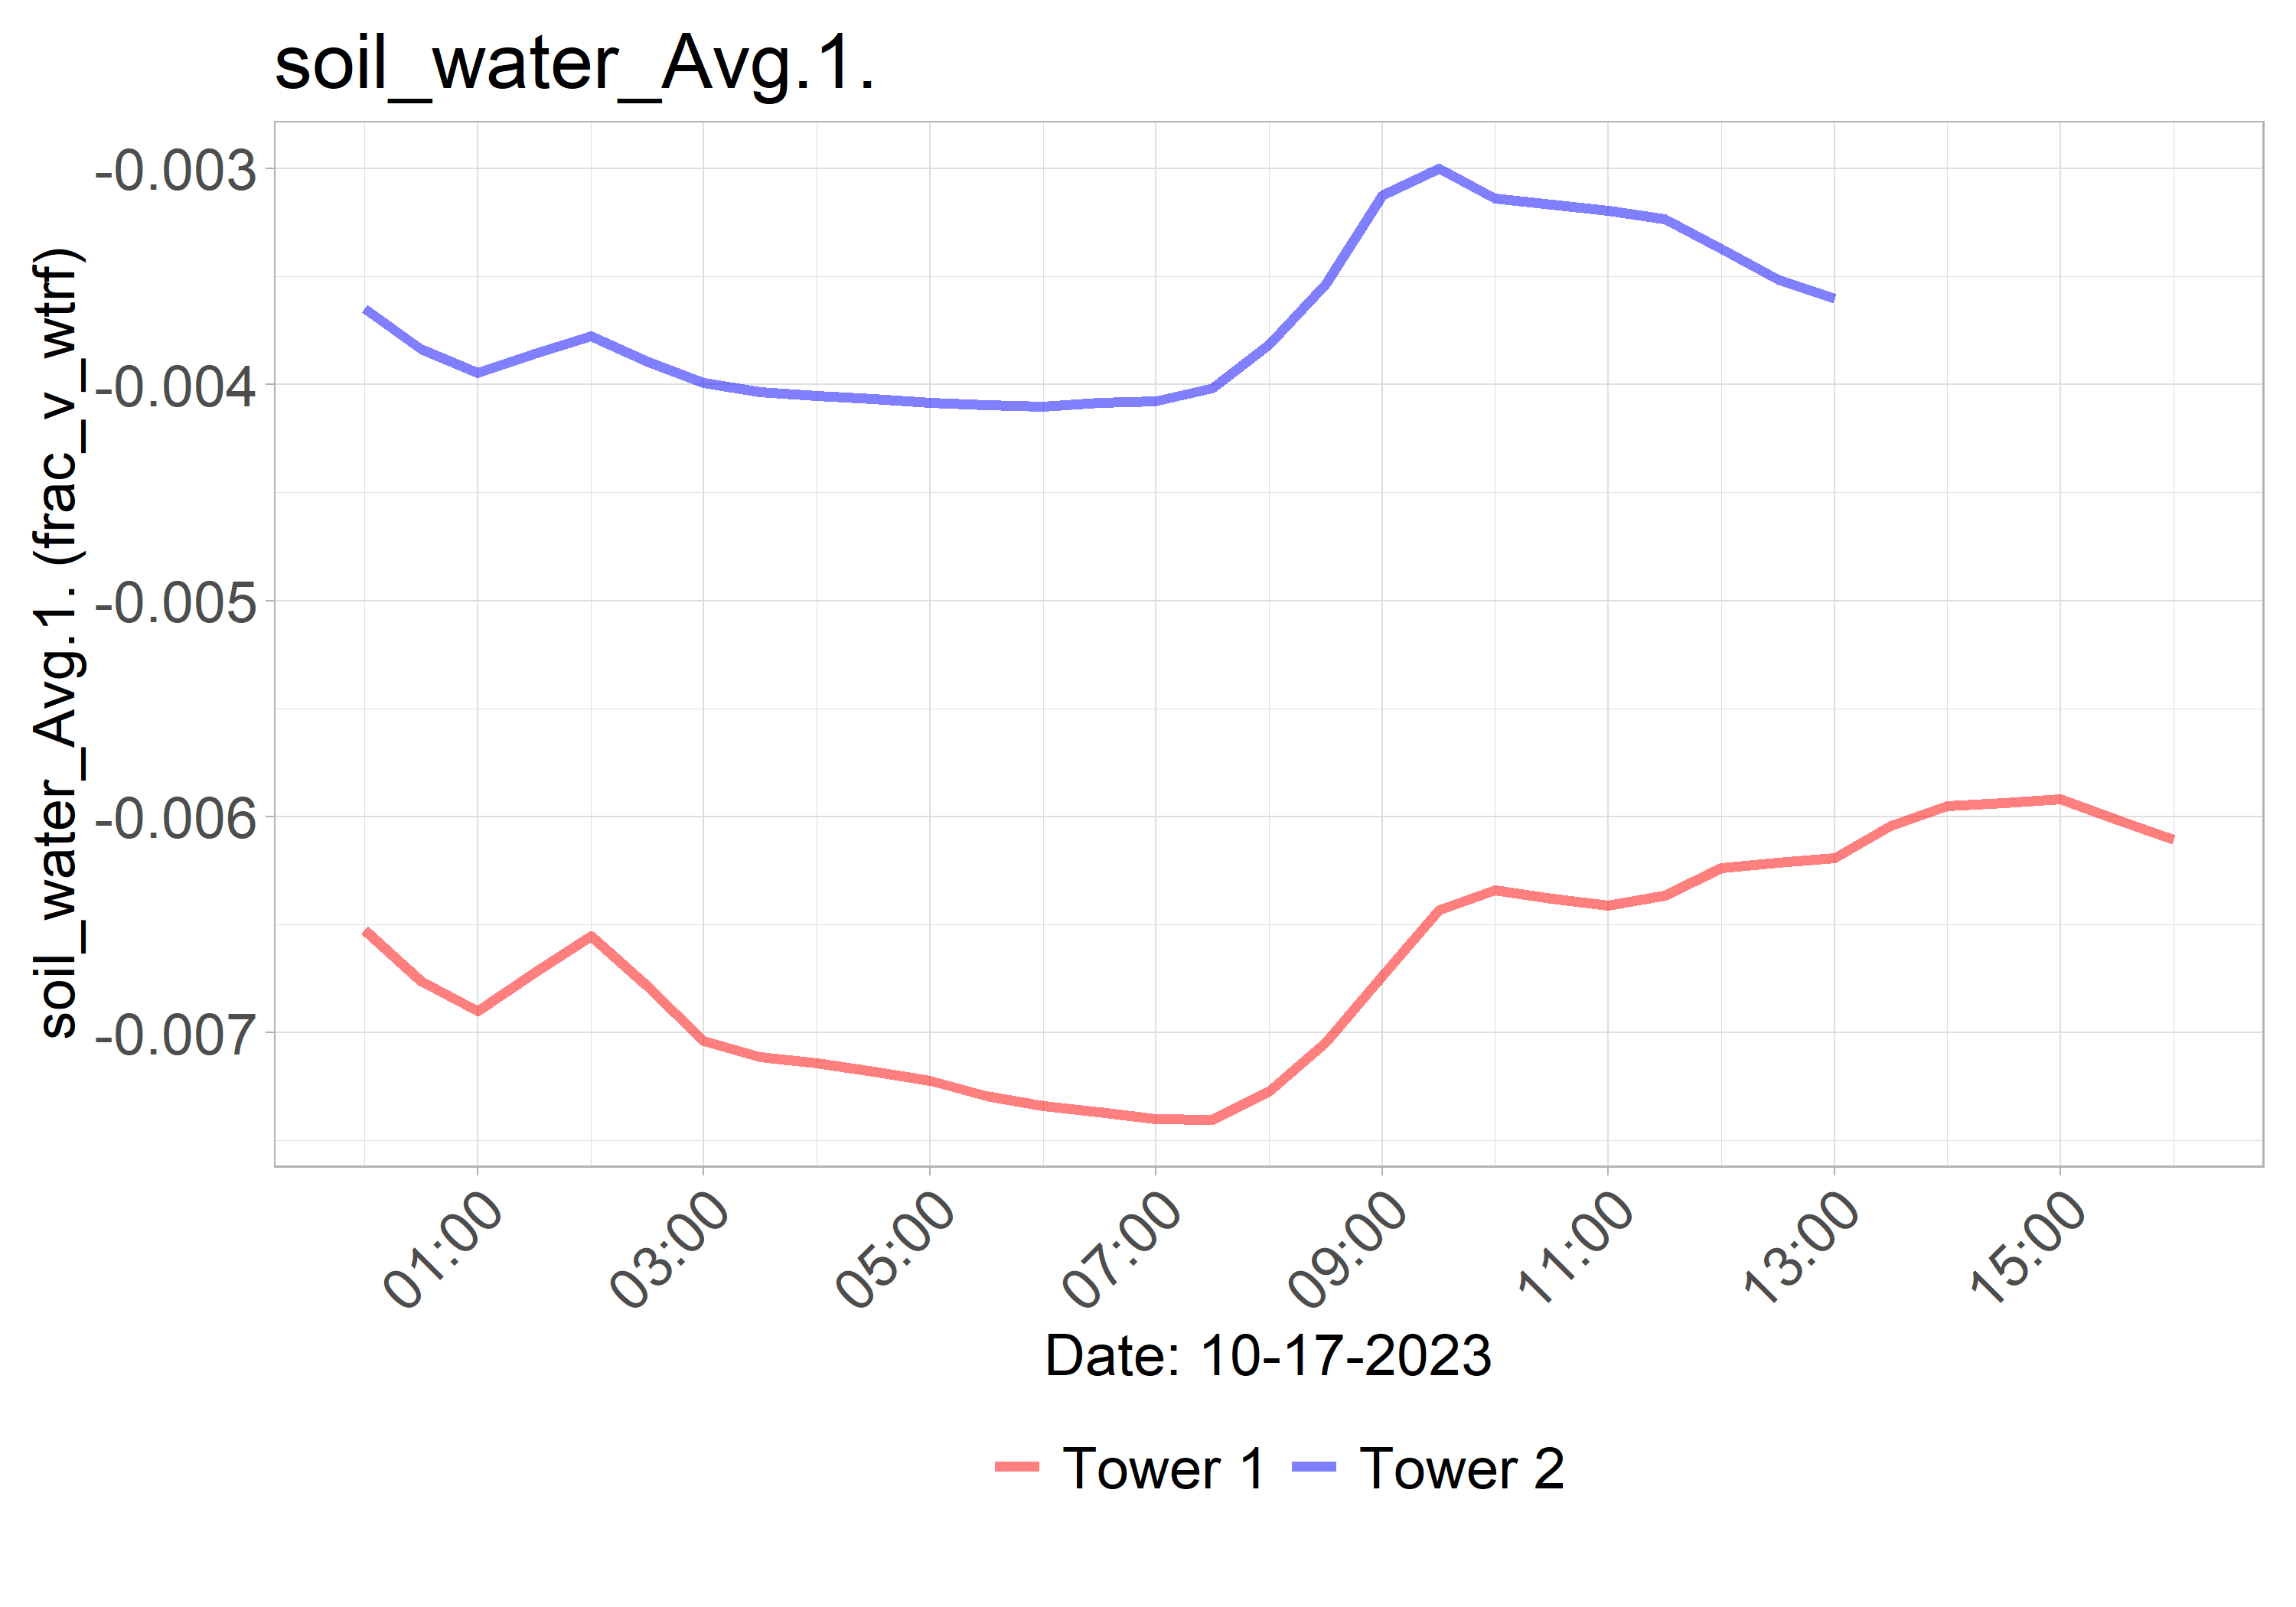 soil_water_Avg.1.
soil_water_Avg.1. (frac_v_wtrf)
-0.003
-0.004
-0.005
-0.006
-0.007
01:00
03:00
05:00
07:00
09:00
11:00
13:00
15:00
Date: 10-17-2023
Tower 1
Tower 2